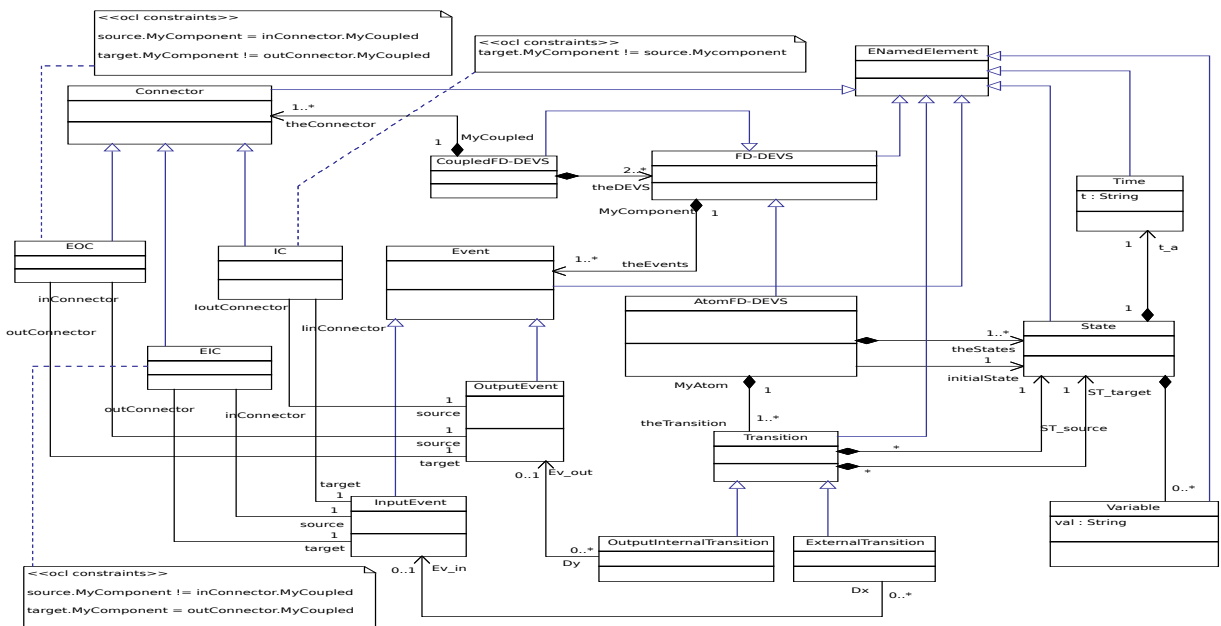 <<ocl constraints>>
source.MyComponent = inConnector.MyCoupled
target.MyComponent != outConnector.MyCoupled
<<ocl constraints>>
target.MyComponent != source.Mycomponent
ENamedElement
Connector
1..*
theConnector
MyCoupled
1
CoupledFD-DEVS
2..*
theDEVS
FD-DEVS
MyComponent
1
Time
t : String
1
t_a
1
EOC
IC
Event
1..*
theEvents
inConnector
outConnector
IoutConnector
IinConnector
AtomFD-DEVS
State
1..*
theStates
1
initialState
EIC
outConnector
inConnector
OutputEvent
1
source
1
source
1
target
MyAtom
1
theTransition
1..*
Transition
*
*
1
1
ST_target
ST_source
0..*
Variable
val : String
0..1
Ev_out
target
1
1
source
1
target
InputEvent
0..1
Ev_in
0..*
Dy
OutputInternalTransition
ExternalTransition
Dx
0..*
<<ocl constraints>>
source.MyComponent != inConnector.MyCoupled
target.MyComponent = outConnector.MyCoupled